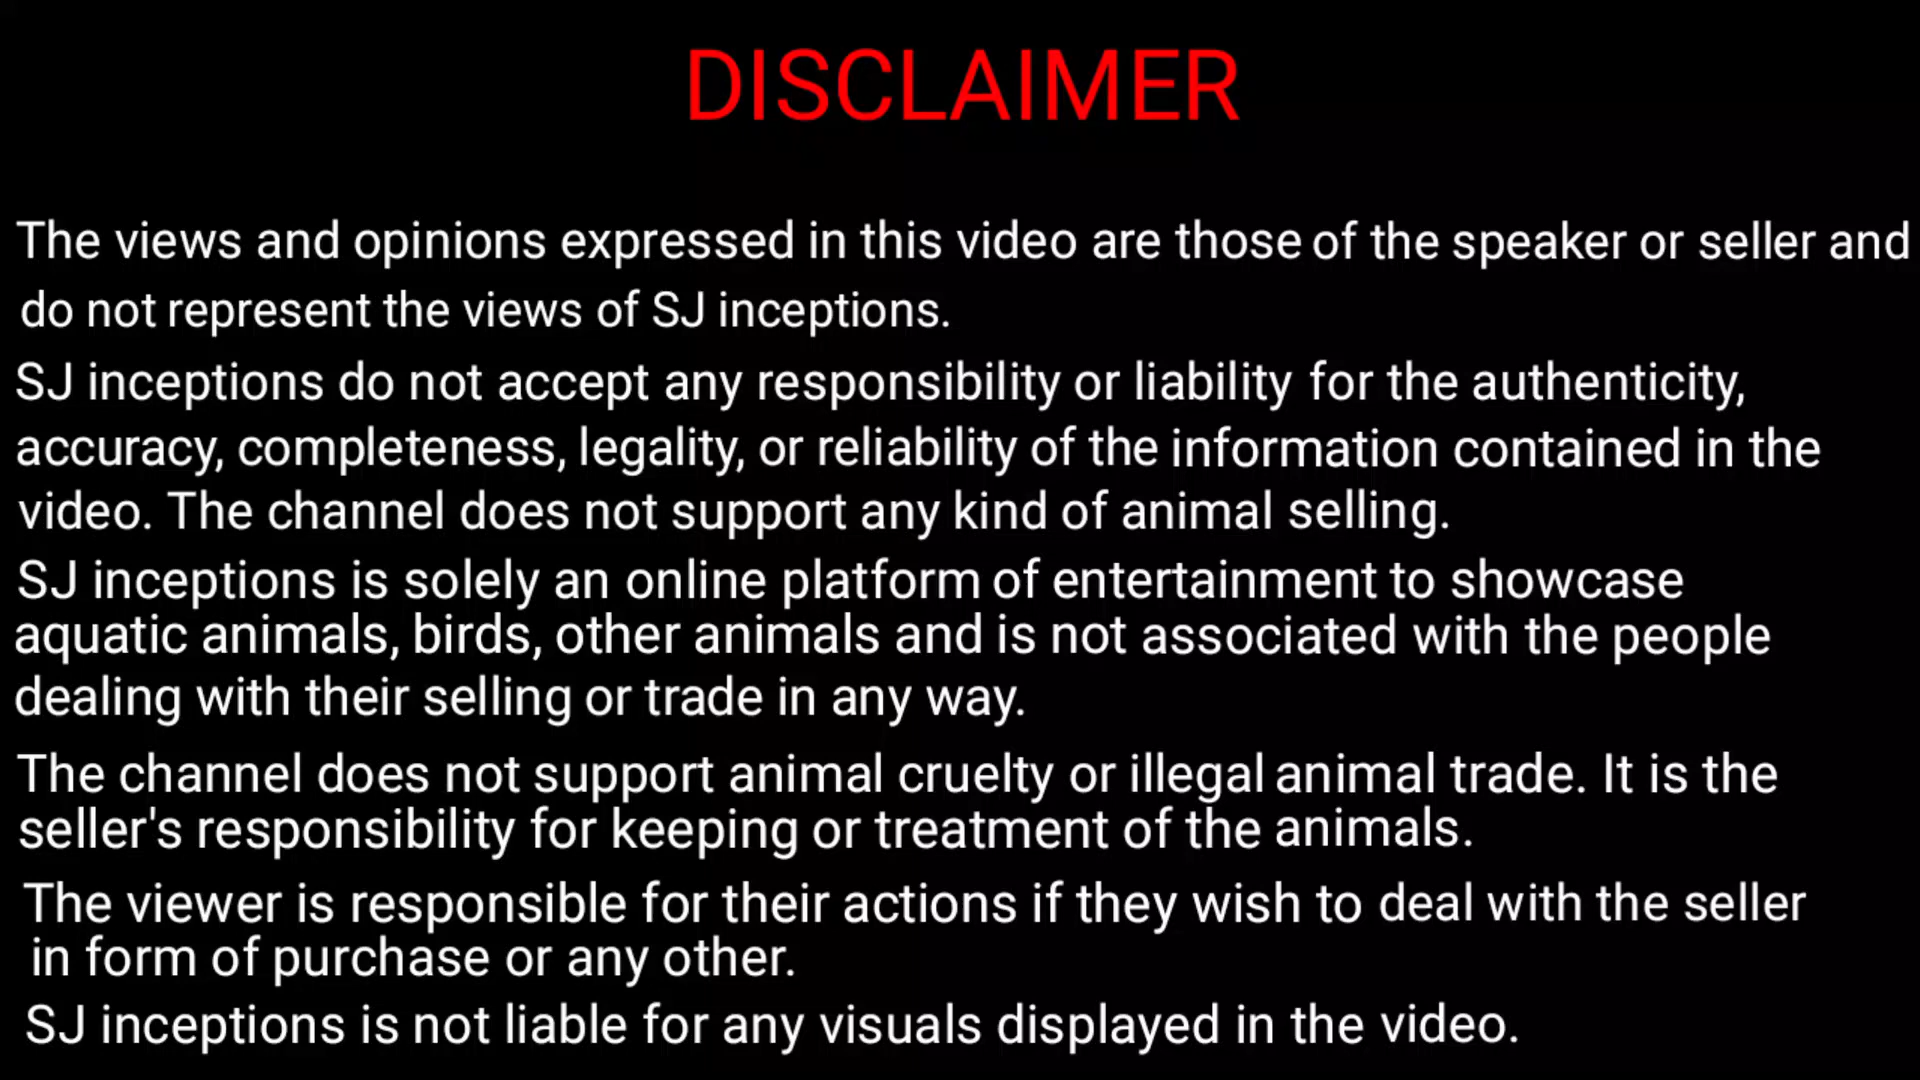 DISCLAIMER
The views and opinions expressed in this video are those of the speaker or seller and
do not represent the views of SJ inceptions.
SJ inceptions do not accept any responsibility or liability for the authenticity,
accuracy, completeness, legality, or reliability of the information contained in the
video. The channel does not support any kind of animal selling.
SJ inceptions is solely an online platform of entertainment to showcase
aquatic animals, birds, other animals and is not associated with the people
dealing with their selling or trade in any way.
The channel does not support animal cruelty or illegal animal trade. It is the
seller's responsibility for keeping or treatment of the animals.
The viewer is responsible for their actions if they wish to deal with the seller
in form of purchase or any other.
SJ inceptions is not liable for any visuals displayed in the video.